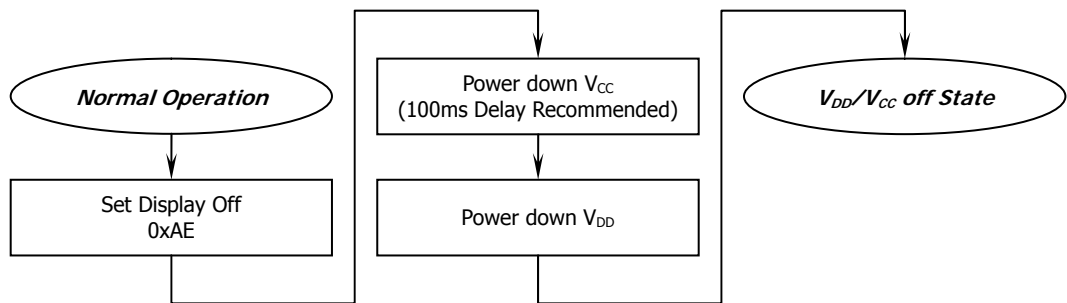 Normal Operation
Set Display Off
0xAE
Power down VCC
(100ms Delay Recommended)
Power down VDD
VDD/VCC off State